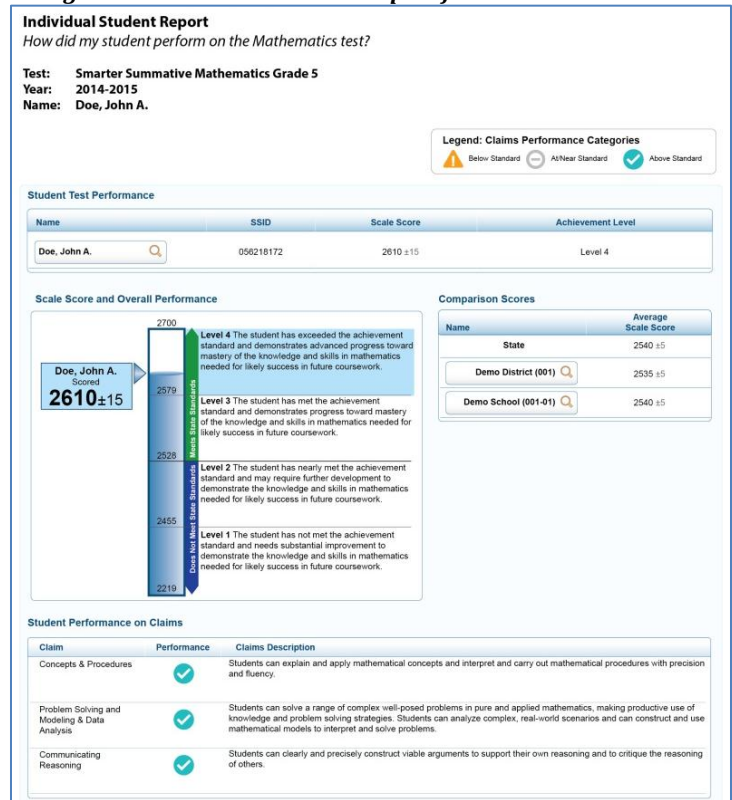 Individual Student Report
How did my student perform on the Mathematics test?
Test: Smarter Summative Mathematics Grade 5
Year: 2014-2015
Name: Doe, John A.
Legend: Claims Performance Categories
Below Standard At/Near Standard Above Standard
Student Test Performance
Name SSID Scale Score Achievement Level
Doe, John A. 056218172 2610 ±15 Level 4
Scale Score and Overall Performance
2700
Doe, John A.
Scored
2610±15
2579
2528
2455
2219
Meets State Standards
Does Not Meet State Standards
Level 4 The student has exceeded the achievement
standard and demonstrates advanced progress toward
mastery of the knowledge and skills in mathematics
needed for likely success in future coursework.
Level 3 The student has met the achievement
standard and demonstrates progress toward mastery
of the knowledge and skills in mathematics needed for
likely success in future coursework.
Level 2 The student has nearly met the achievement
standard and may require further development to
demonstrate the knowledge and skills in mathematics
needed for likely success in future coursework.
Level 1 The student has not met the achievement
standard and needs substantial improvement to
demonstrate the knowledge and skills in mathematics
needed for likely success in future coursework.
Comparison Scores
Name Average
Scale Score
State 2540 ±5
Demo District (001) 2535 ±5
Demo School (001-01) 2540 ±5
Student Performance on Claims
Claim Performance Claims Description
Concepts & Procedures Students can explain and apply mathematical concepts and interpret and carry out mathematical procedures with precision
and fluency.
Problem Solving and
Modeling & Data
Analysis
Students can solve a range of complex well-posed problems in pure and applied mathematics, making productive use of
knowledge and problem solving strategies. Students can analyze complex, real-world scenarios and can construct and use
mathematical models to interpret and solve problems.
Communicating
Reasoning
Students can clearly and precisely construct viable arguments to support their own reasoning and to critique the reasoning
of others.